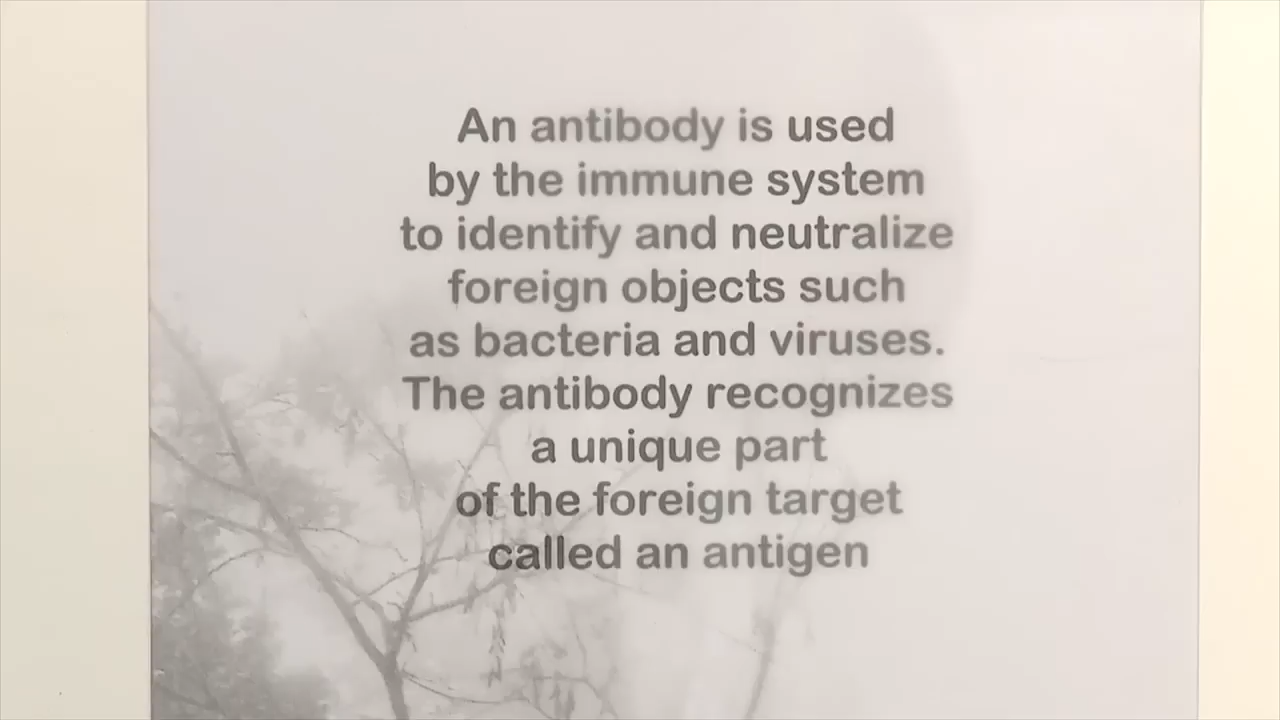 An antibody is used
by the immune system
to identify and neutralize
foreign objects such
as bacteria and viruses.
The antibody recognizes
a unique part
of the foreign target
called an antigen